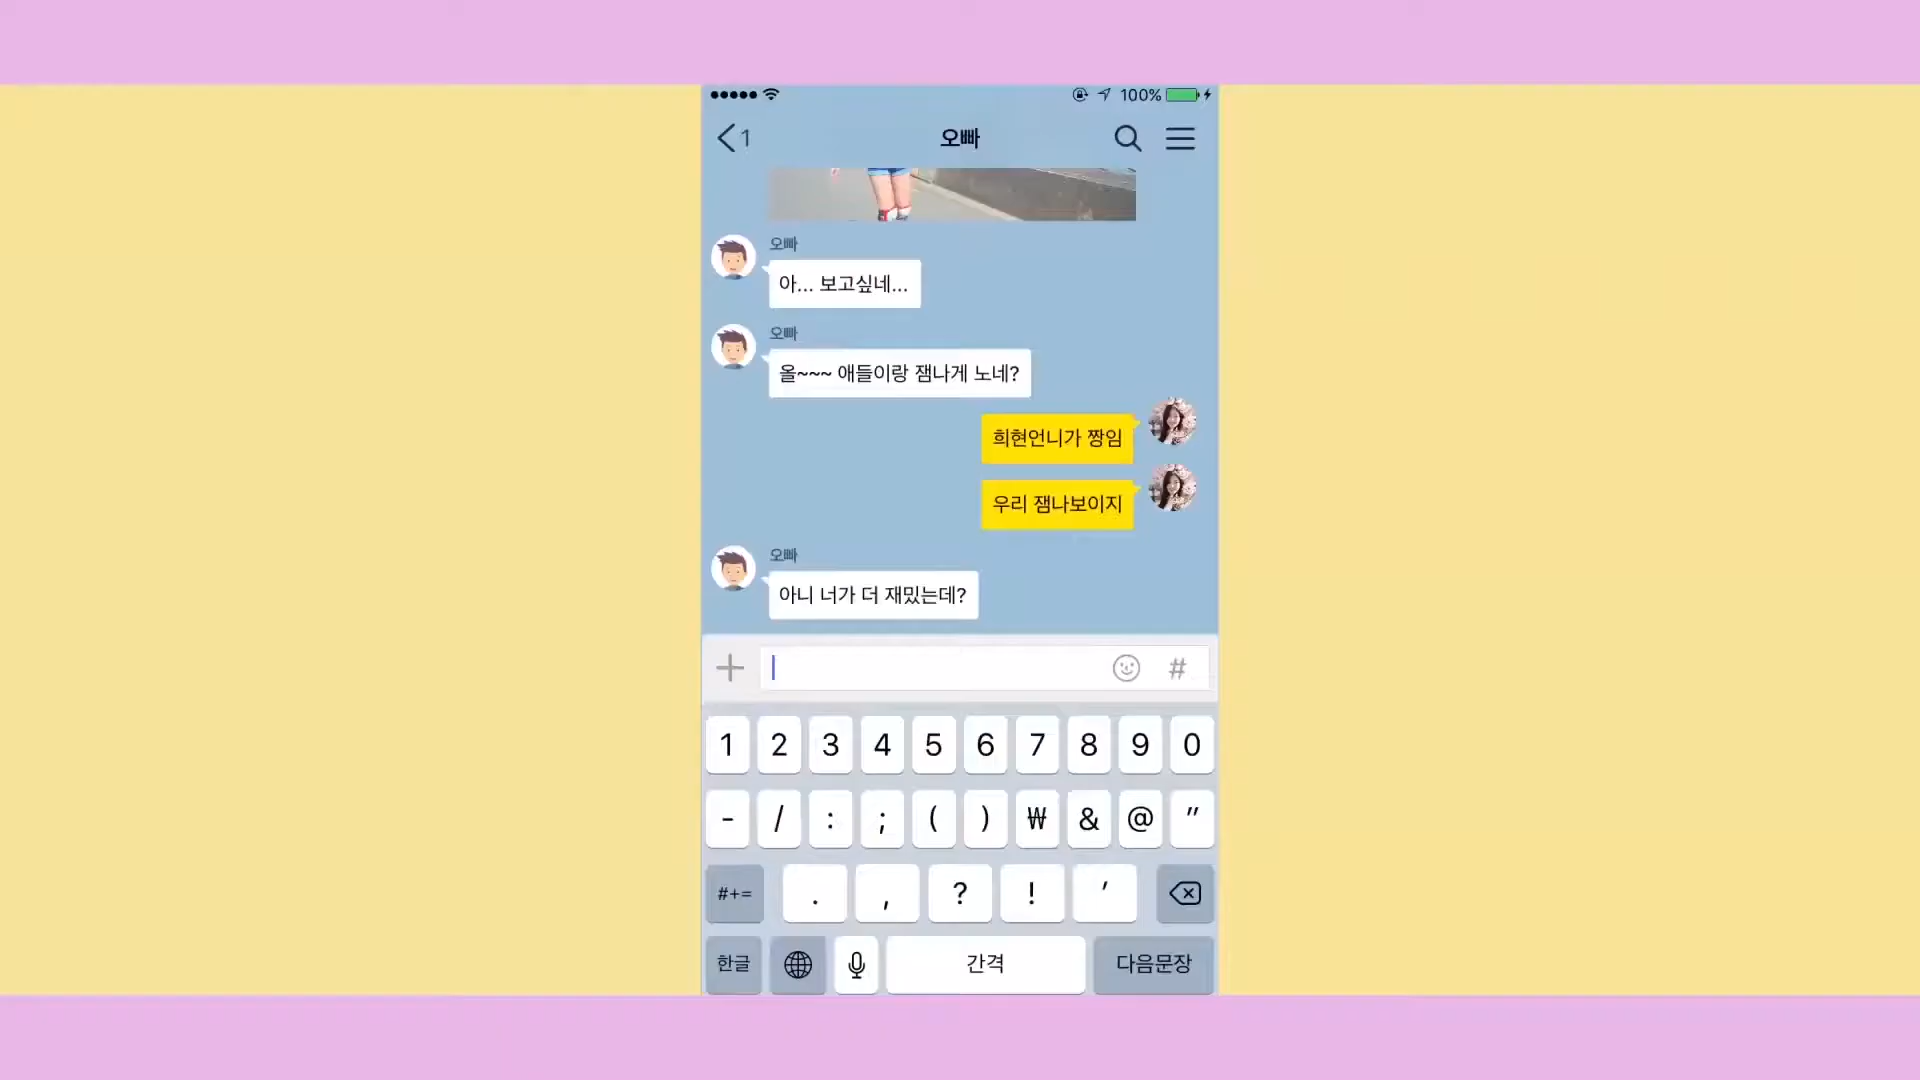 100%
1
오빠
오빠
아... 보고싶네...
오빠
올~~~ 애들이랑 잼나게 노네?
희현언니가 짱임
우리 잼나보이지
오빠
아니 너가 더 재밌는데?
#
1 2 3 4 5 6 7 8 9 0
- / : ; ( ) ₩ & @ "
#+= . , ? ! '
한글 간격 다음문장